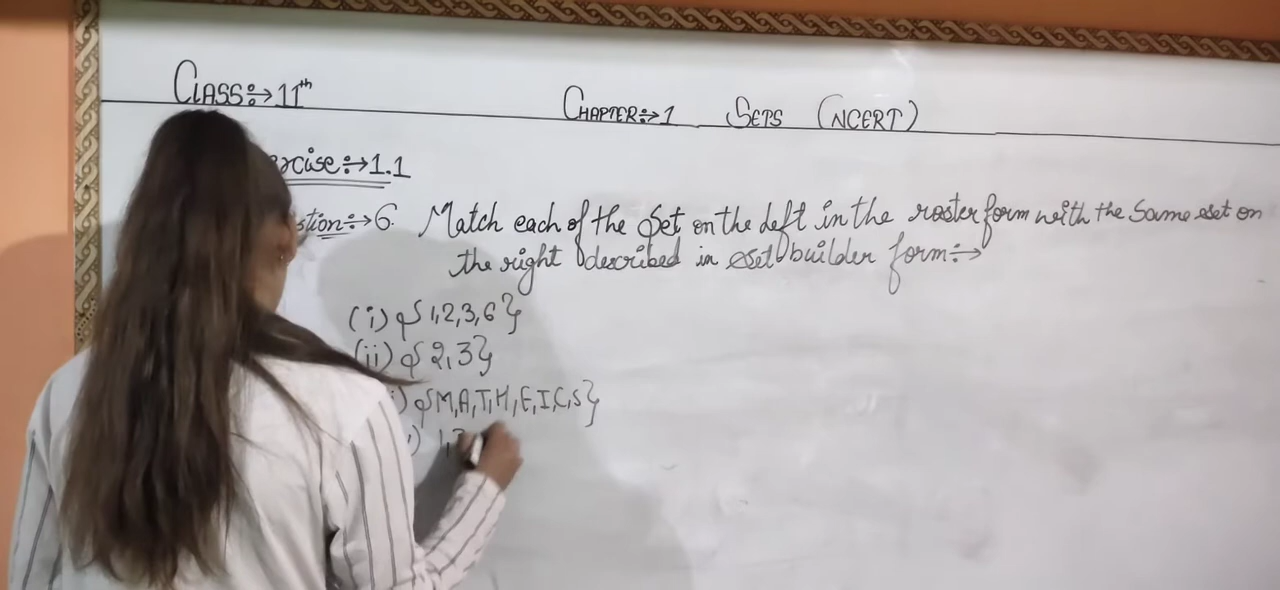 CLASS:→11th
CHAPTER:→1 SETS (NCERT)
rcise:→1.1
stion:→6. Match each of the Set on the left in the roster form with the same set on
the right described in set builder form:→
(i) {1,2,3,6}
(ii) {2,3}
) {M,A,T,H,E,I,C,S}
) 1,